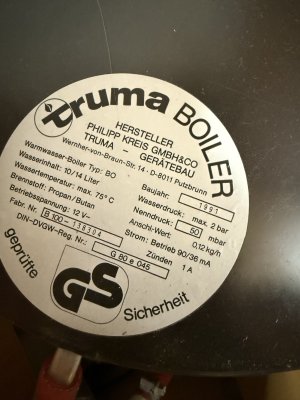 truma BOILER
HERSTELLER
PHILIPP KREIS GMBH&CO
TRUMA - GERÄTEBAU
Wernher-von-Braun-Str. 14 · D-8011 Putzbrunn
Warmwasser-Boiler Typ: BO
Wasserinhalt: 10/14 Liter
Wassertemperatur: max. 75° C
Brennstoff: Propan/Butan
Betriebsspannung: 12 V⎓
Fabr. Nr. B 100 - 138304
DIN-DVGW-Reg. Nr.: G 80 e 045
Baujahr: 1991
Wasserdruck: max. 2 bar
Nenndruck: 50 mbar
Anschl-Wert: 0,12 kg/h
Strom: Betrieb 90/36 mA
Zünden 1 A
geprüfte
GS
Sicherheit